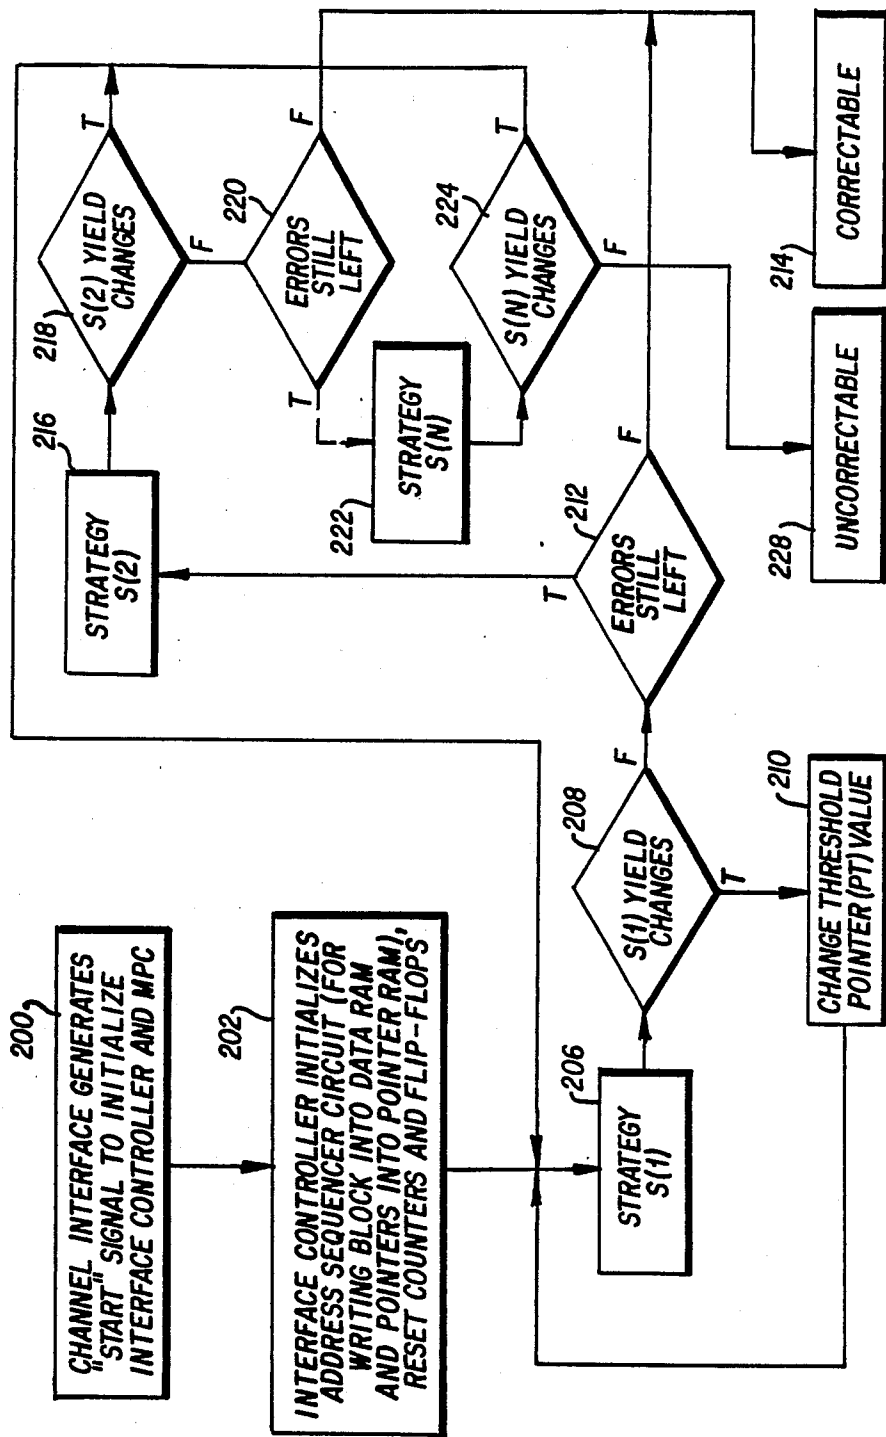 200
CHANNEL INTERFACE GENERATES
"START" SIGNAL TO INITIALIZE
INTERFACE CONTROLLER AND MPC
202
INTERFACE CONTROLLER INITIALIZES
ADDRESS SEQUENCER CIRCUIT (FOR
WRITING BLOCK INTO DATA RAM
AND POINTERS INTO POINTER RAM),
RESET COUNTERS AND FLIP-FLOPS
206
STRATEGY
S(1)
208
S(1) YIELD
CHANGES
F
T
210
CHANGE THRESHOLD
POINTER (PT) VALUE
212
ERRORS
STILL
LEFT
T
F
216
STRATEGY
S(2)
218
S(2) YIELD
CHANGES
T
F
220
ERRORS
STILL
LEFT
T
F
222
STRATEGY
S(N)
224
S(N) YIELD
CHANGES
T
F
228
UNCORRECTABLE
214
CORRECTABLE